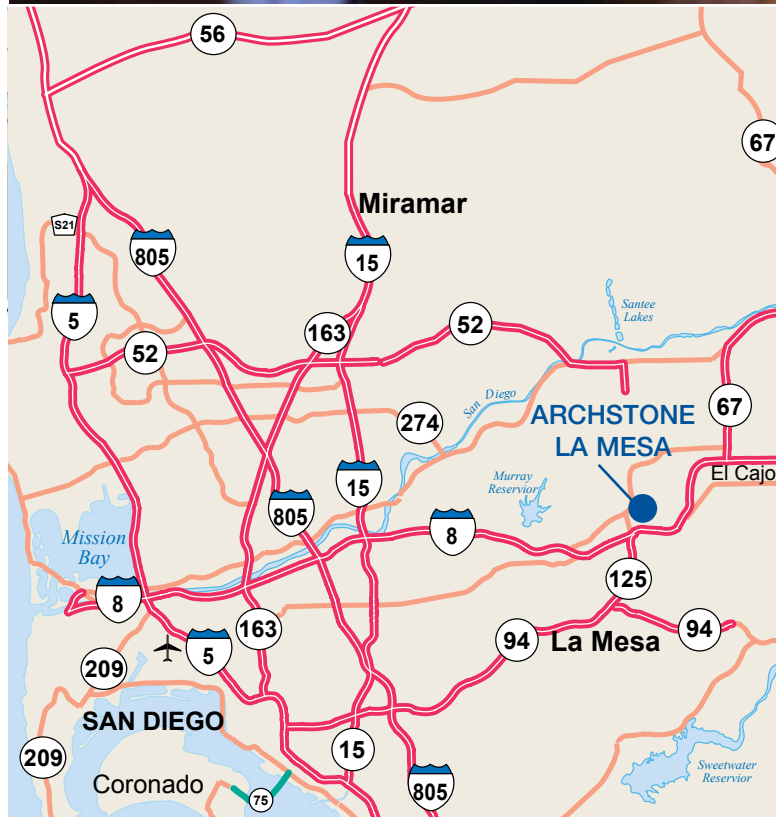 56
67
Miramar
S21
805
15
Santee
Lakes
5
163
52
52
San Diego
67
274
ARCHSTONE
LA MESA
El Cajo
Murray
Reservior
15
805
8
Mission
Bay
125
8
163
94
La Mesa
94
5
209
SAN DIEGO
15
209
Sweetwater
Reservior
Coronado
75
805